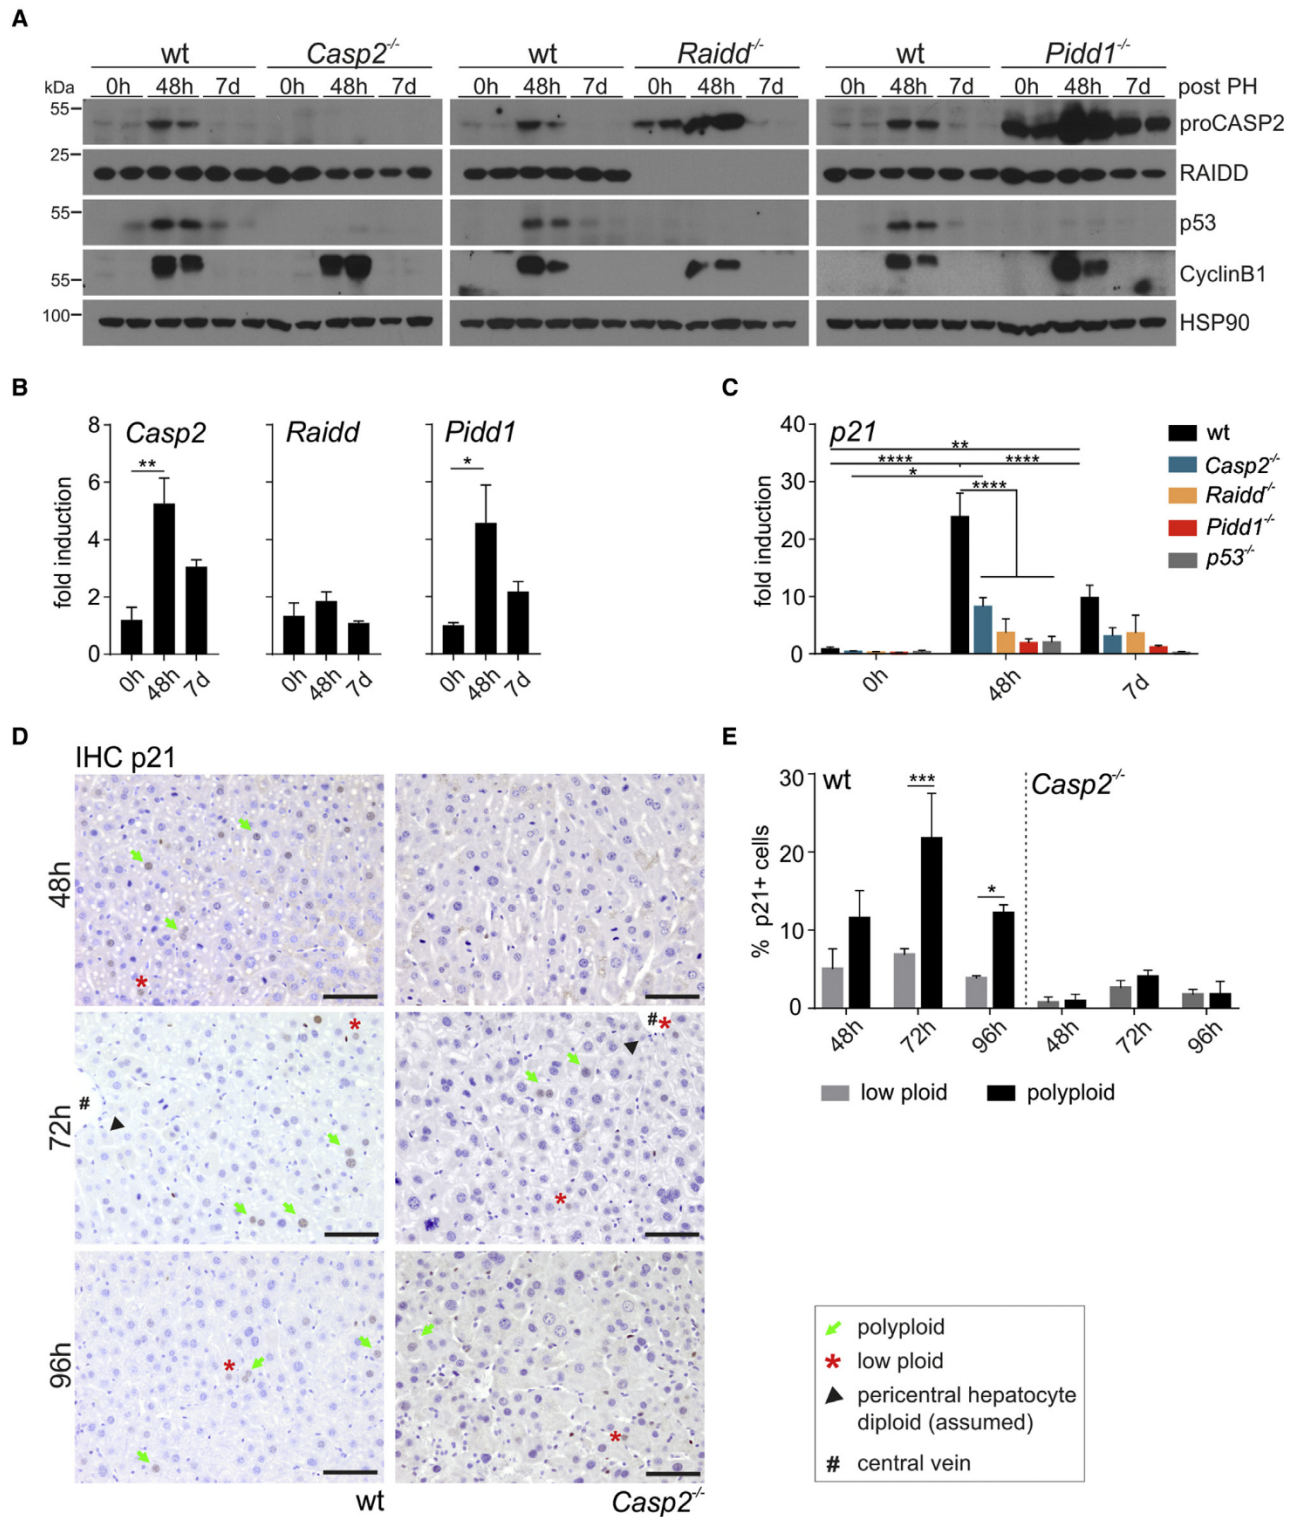 A
wt Casp2-/- wt Raidd-/- wt Pidd1-/-
kDa 0h 48h 7d 0h 48h 7d 0h 48h 7d 0h 48h 7d 0h 48h 7d 0h 48h 7d post PH
55 proCASP2
25 RAIDD
55 p53
55 CyclinB1
100 HSP90
B
fold induction
8
6
4
2
0
Casp2
**
0h 48h 7d
Raidd
0h 48h 7d
Pidd1
*
0h 48h 7d
C
fold induction
40
30
20
10
0
p21
**
**** ****
*
****
0h 48h 7d
wt
Casp2-/-
Raidd-/-
Pidd1-/-
p53-/-
D
IHC p21
48h
*
72h
# *
# *
*
96h
*
*
wt Casp2-/-
E
% p21+ cells
30
20
10
0
wt Casp2-/-
***
*
48h 72h 96h 48h 72h 96h
low ploid polyploid
polyploid
* low ploid
pericentral hepatocyte
diploid (assumed)
# central vein